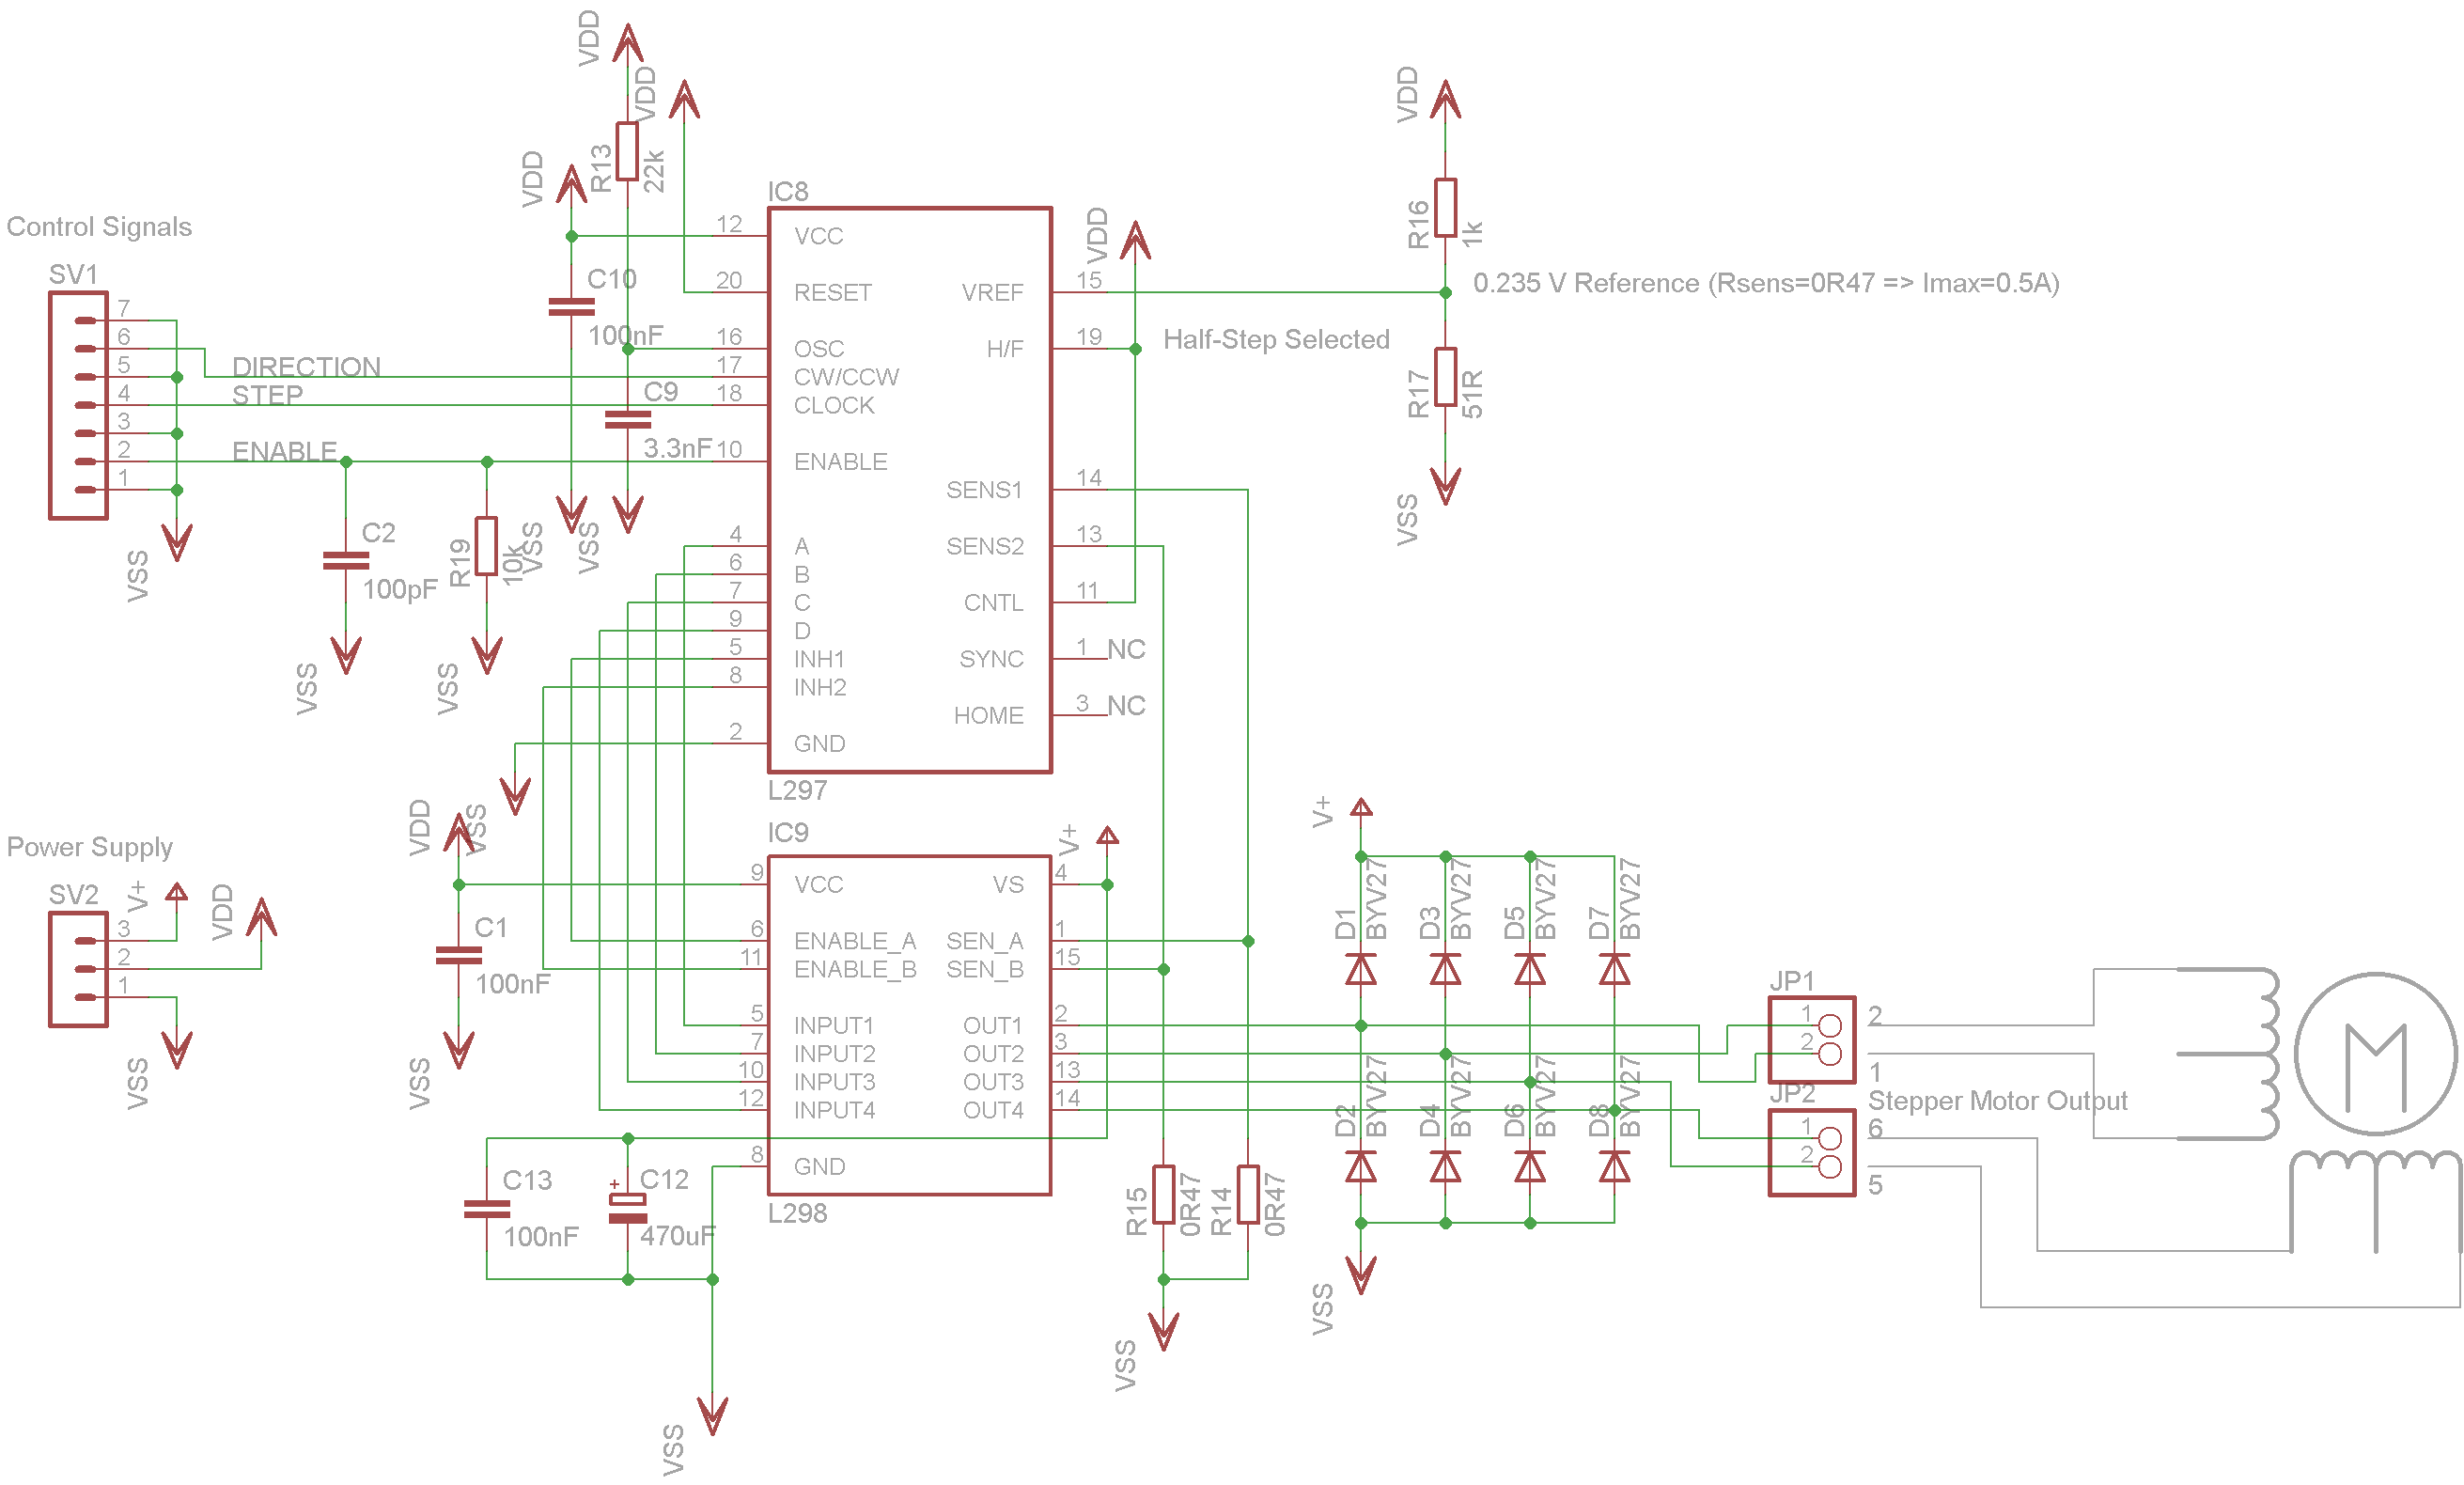 VDD
VDD
R13
22k
VDD
VDD
R16
1k
0.235 V Reference (Rsens=0R47 => Imax=0.5A)
R17
51R
VSS
Control Signals
SV1
7
6
5
4
3
2
1
DIRECTION
STEP
ENABLE
VSS
C2
100pF
VSS
R19
10k
VSS
C10
100nF
VSS
C9
3.3nF
VSS
IC8
12 VCC
20 RESET
16 OSC
17 CW/CCW
18 CLOCK
10 ENABLE
4 A
6 B
7 C
9 D
5 INH1
8 INH2
2 GND
VREF 15
H/F 19
SENS1 14
SENS2 13
CNTL 11
SYNC 1 NC
HOME 3 NC
L297
VDD
Half-Step Selected
VSS
Power Supply
SV2
3
2
1
V+
VDD
VSS
VDD
C1
100nF
VSS
IC9
9 VCC
6 ENABLE_A
11 ENABLE_B
5 INPUT1
7 INPUT2
10 INPUT3
12 INPUT4
8 GND
VS 4
SEN_A 1
SEN_B 15
OUT1 2
OUT2 3
OUT3 13
OUT4 14
L298
V+
C13
100nF
+
C12
470uF
VSS
R15
0R47
R14
0R47
VSS
V+
D1
BYV27
D3
BYV27
D5
BYV27
D7
BYV27
D2
BYV27
D4
BYV27
D6
BYV27
D8
BYV27
VSS
JP1
1
2
2
1
JP2
Stepper Motor Output
1
2
6
5
M